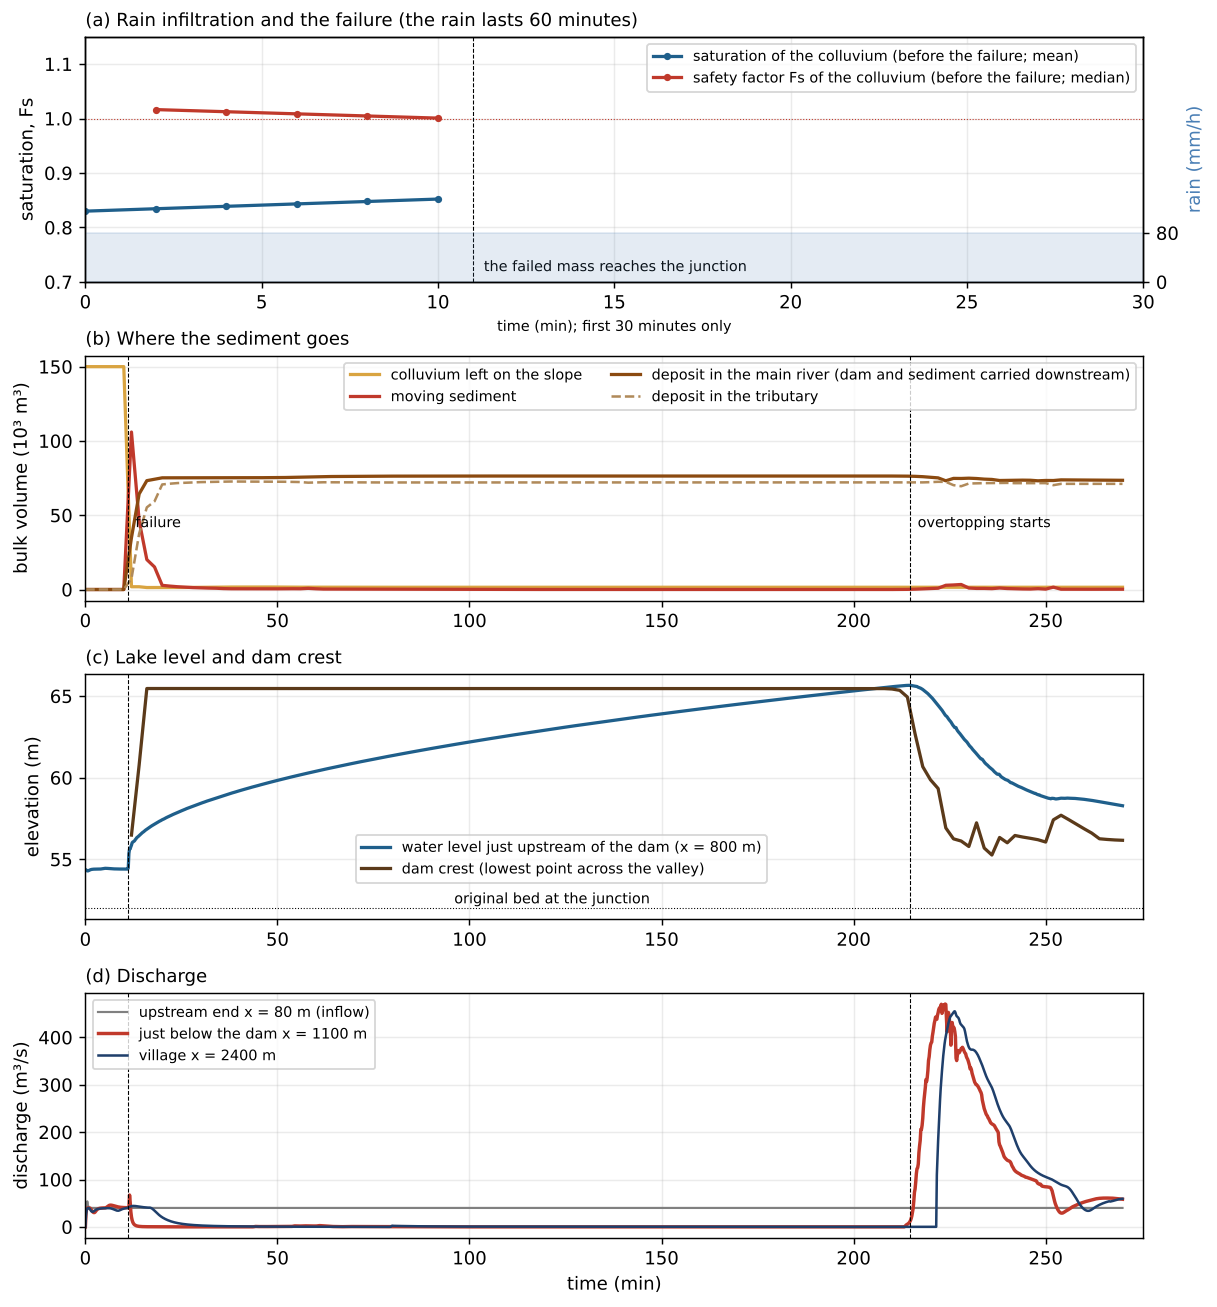 (a) Rain infiltration and the failure (the rain lasts 60 minutes)
saturation of the colluvium (before the failure; mean)
safety factor Fs of the colluvium (before the failure; median)
1.1
1.0
0.9
0.8
0.7
saturation, Fs
80
0
rain (mm/h)
the failed mass reaches the junction
0 5 10 15 20 25 30
time (min); first 30 minutes only
(b) Where the sediment goes
colluvium left on the slope
moving sediment
deposit in the main river (dam and sediment carried downstream)
deposit in the tributary
150
100
50
0
bulk volume (10³ m³)
failure
overtopping starts
0 50 100 150 200 250
(c) Lake level and dam crest
65
60
55
elevation (m)
water level just upstream of the dam (x = 800 m)
dam crest (lowest point across the valley)
original bed at the junction
0 50 100 150 200 250
(d) Discharge
upstream end x = 80 m (inflow)
just below the dam x = 1100 m
village x = 2400 m
400
300
200
100
0
discharge (m³/s)
0 50 100 150 200 250
time (min)